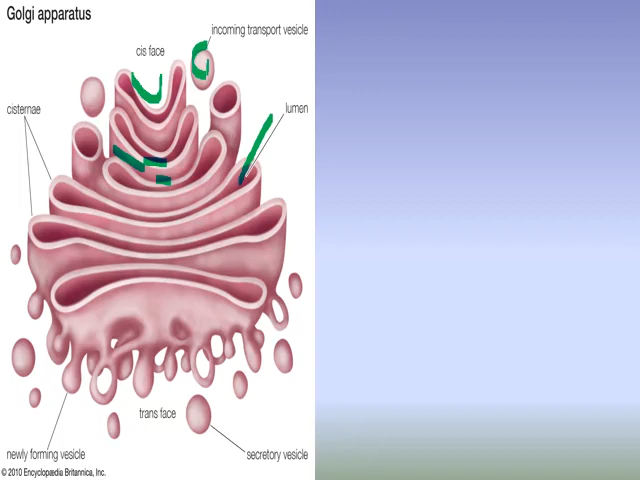 Golgi apparatus
incoming transport vesicle
cis face
cisternae
lumen
trans face
newly forming vesicle
secretory vesicle
© 2010 Encyclopædia Britannica, Inc.